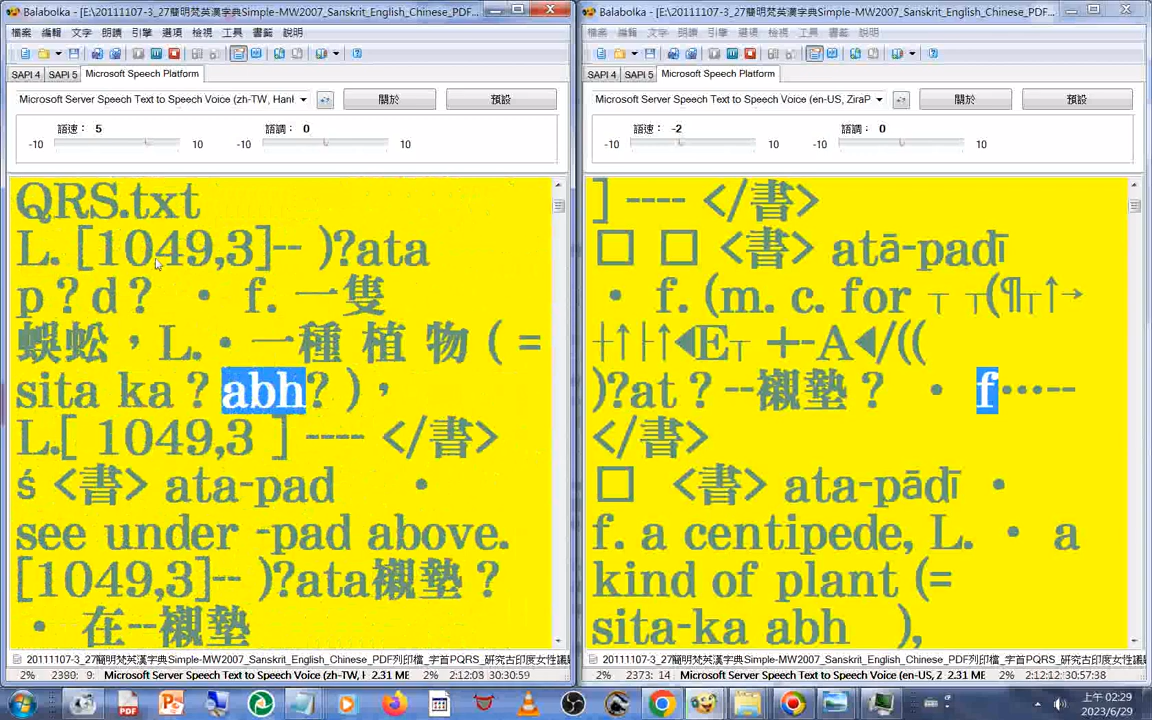 Balabolka - [E:\20111107-3_27簡明梵英漢字典Simple-MW2007_Sanskrit_English_Chinese_PDF...
檔案 編輯 文字 朗讀 引擎 選項 檢視 工具 書籤 說明
SAPI 4 SAPI 5 Microsoft Speech Platform
Microsoft Server Speech Text to Speech Voice (zh-TW, Hanl
關於 預設
語速： 5 語調： 0
-10 10 -10 10
QRS.txt
L. [1049,3]-- )?ata
p？d？ • f. 一隻
蜈蚣，L.•一種 植 物（ =
sita ka？abh?），
L.[ 1049,3 ] ---- </書>
ś <書> ata-pad •
see under -pad above.
[1049,3]-- )?ata襯墊？
• 在--襯墊
20111107-3_27簡明梵英漢字典Simple-MW2007_Sanskrit_English_Chinese_PDF列印檔_字首PQRS_研究古印度女性議
2% 2380: 9: Microsoft Server Speech Text to Speech Voice (zh-TW, H 2.31 ME 2% 2:12:08 30:30:59
Balabolka - [E:\20111107-3_27簡明梵英漢字典Simple-MW2007_Sanskrit_English_Chinese_PDF...
檔案 編輯 文字 朗讀 引擎 選項 檢視 工具 書籤 說明
SAPI 4 SAPI 5 Microsoft Speech Platform
Microsoft Server Speech Text to Speech Voice (en-US, ZiraP
關於 預設
語速： -2 語調： 0
-10 10 -10 10
] ---- </書>
□ □ <書> atā-padī
• f. (m. c. for ┬ ┬(¶┬↑→
┼↑├↑◀E┬ +-A◀/((
)?at？--襯墊？ • f…--
</書>
□ <書> ata-pādī •
f. a centipede, L. • a
kind of plant (=
sita-ka abh ),
20111107-3_27簡明梵英漢字典Simple-MW2007_Sanskrit_English_Chinese_PDF列印檔_字首PQRS_研究古印度女性議題
2% 2373: 14 Microsoft Server Speech Text to Speech Voice (en-US, Z 2.31 ME 2% 2:12:12 30:57:38
上午 02:29
2023/6/29